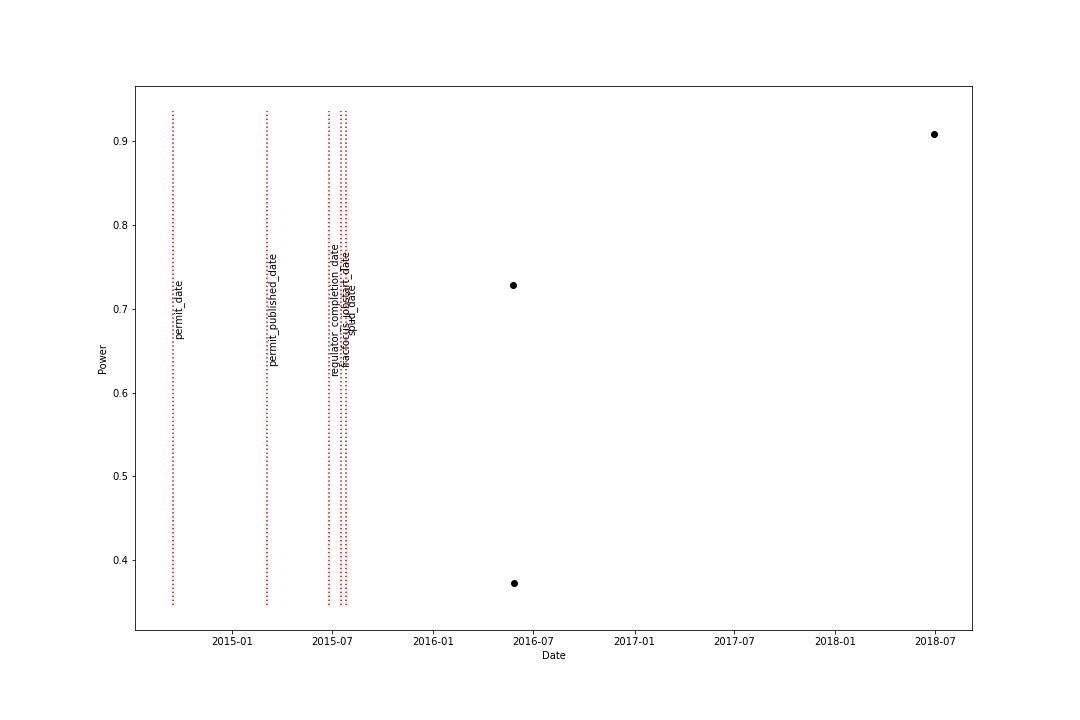 0.9
0.8
0.7
0.6
0.5
0.4
Power
permit_date
permit_published_date
regulator_completion_date
fracfocus_jobstart_date
spud_date
2015-01
2015-07
2016-01
2016-07
2017-01
2017-07
2018-01
2018-07
Date